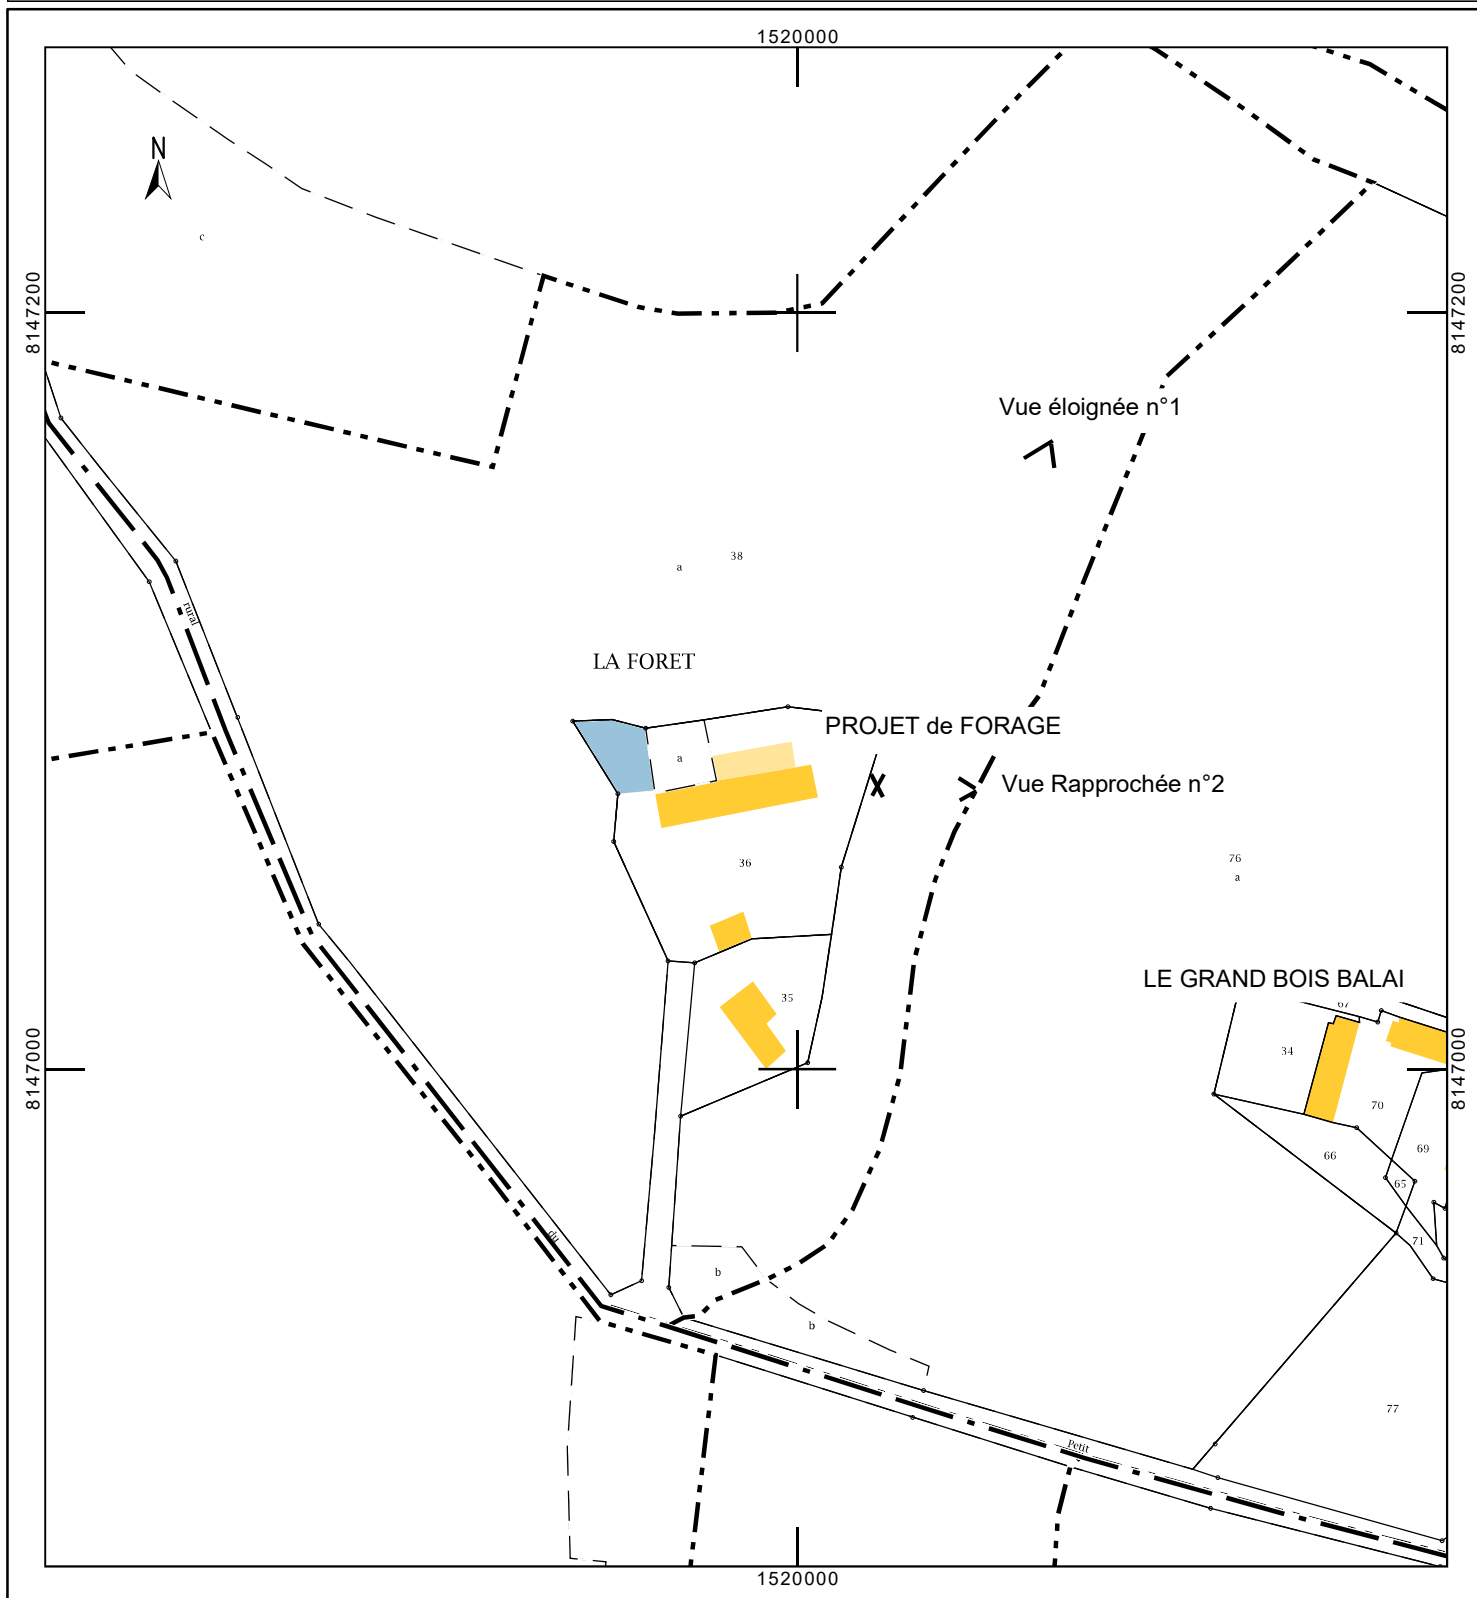 1520000
N
c
8147200
8147200
Vue éloignée n°1
38
a
rural
LA FORET
PROJET de FORAGE
a
Vue Rapprochée n°2
36
76
a
LE GRAND BOIS BALAI
35
67
34
8147000
8147000
70
69
66
65
du
71
b
b
77
Petit
1520000